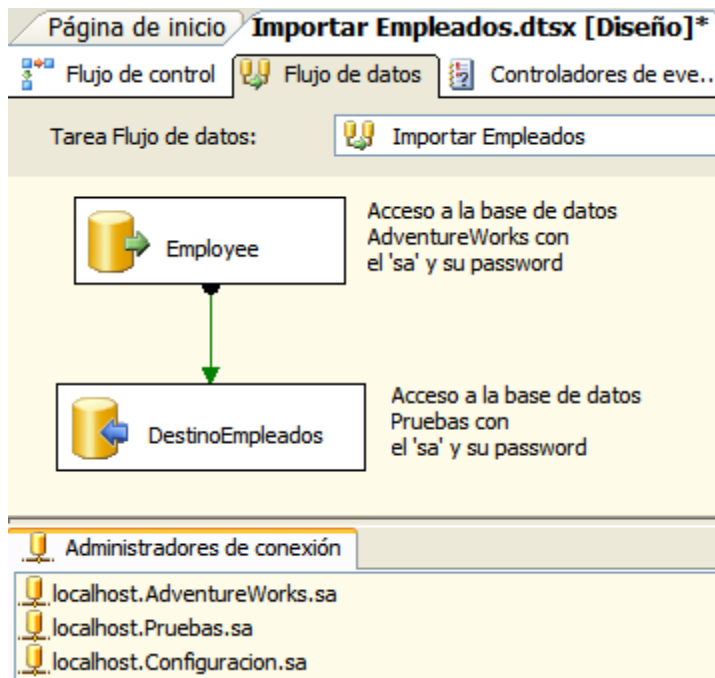 Página de inicio Importar Empleados.dtsx [Diseño]*
Flujo de control Flujo de datos Controladores de eve..
Tarea Flujo de datos: Importar Empleados
Employee
Acceso a la base de datos
AdventureWorks con
el 'sa' y su password
DestinoEmpleados
Acceso a la base de datos
Pruebas con
el 'sa' y su password
Administradores de conexión
localhost.AdventureWorks.sa
localhost.Pruebas.sa
localhost.Configuracion.sa